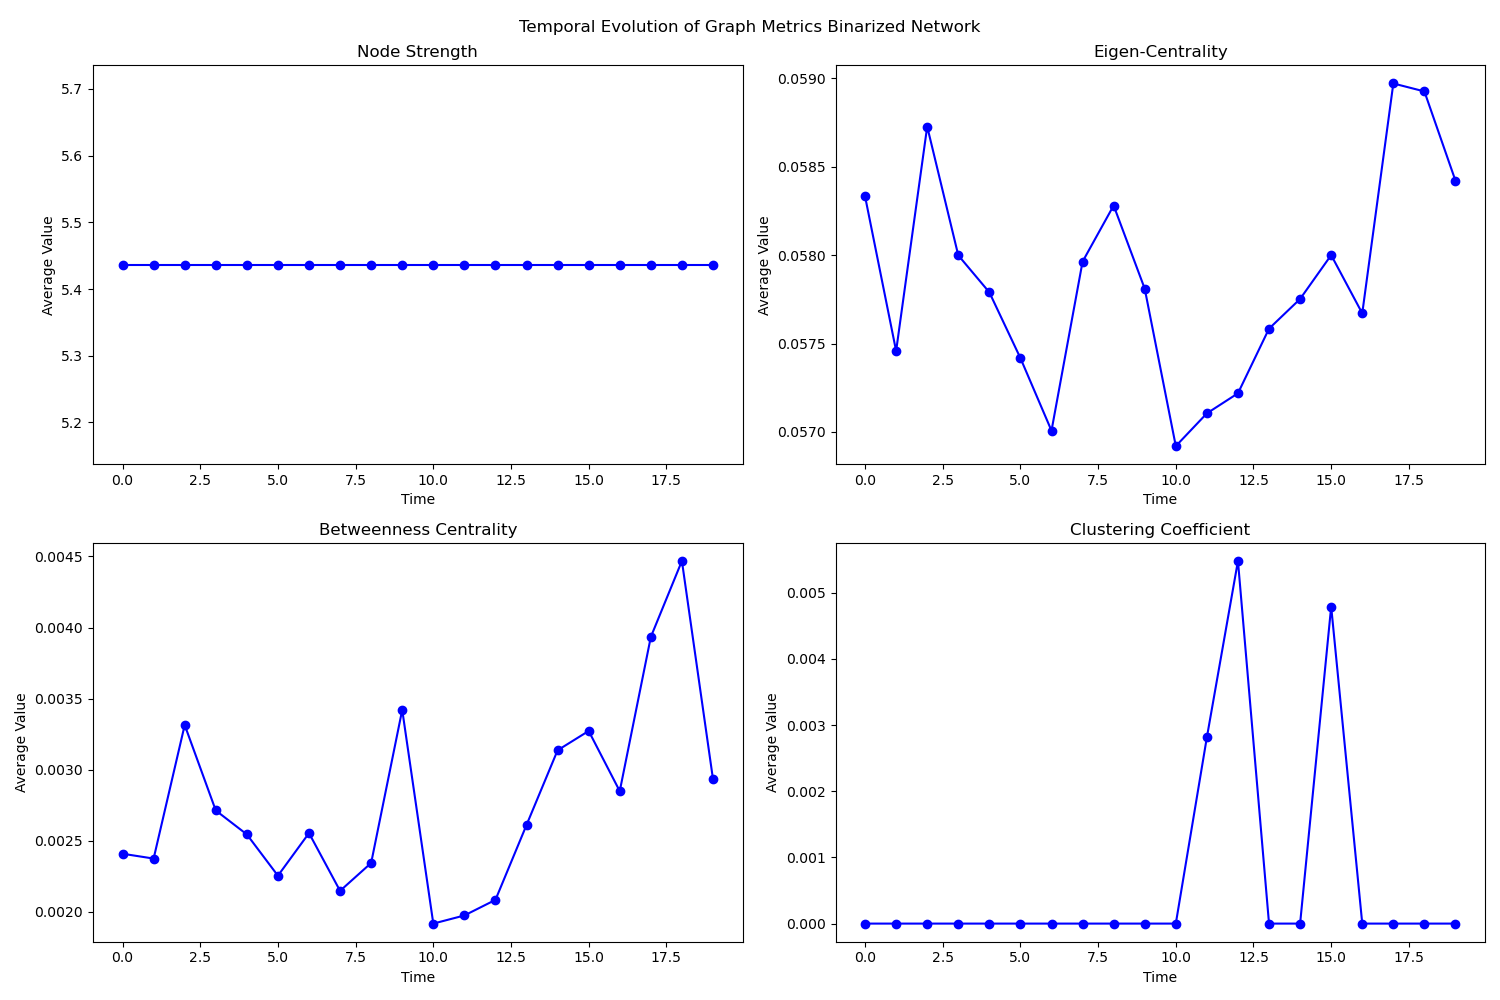 Temporal Evolution of Graph Metrics Binarized Network
Node Strength
Average Value
5.7
5.6
5.5
5.4
5.3
5.2
0.0 2.5 5.0 7.5 10.0 12.5 15.0 17.5
Time
Eigen-Centrality
Average Value
0.0590
0.0585
0.0580
0.0575
0.0570
0.0 2.5 5.0 7.5 10.0 12.5 15.0 17.5
Time
Betweenness Centrality
Average Value
0.0045
0.0040
0.0035
0.0030
0.0025
0.0020
0.0 2.5 5.0 7.5 10.0 12.5 15.0 17.5
Time
Clustering Coefficient
Average Value
0.005
0.004
0.003
0.002
0.001
0.000
0.0 2.5 5.0 7.5 10.0 12.5 15.0 17.5
Time